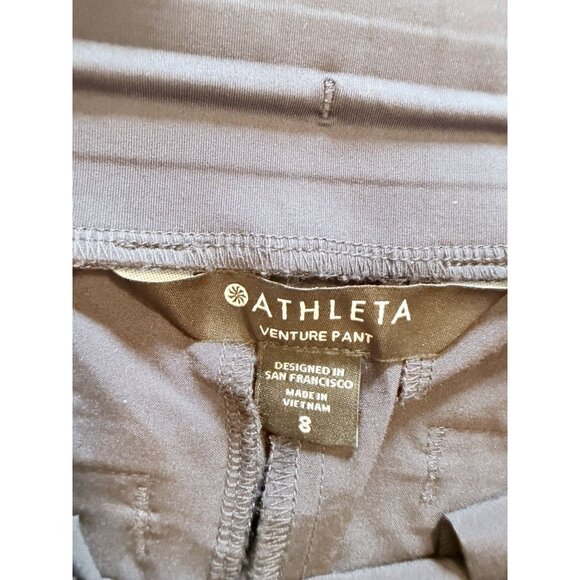 ATHLETA
VENTURE PANT
DESIGNED IN
SAN FRANCISCO
MADE IN
VIETNAM
8